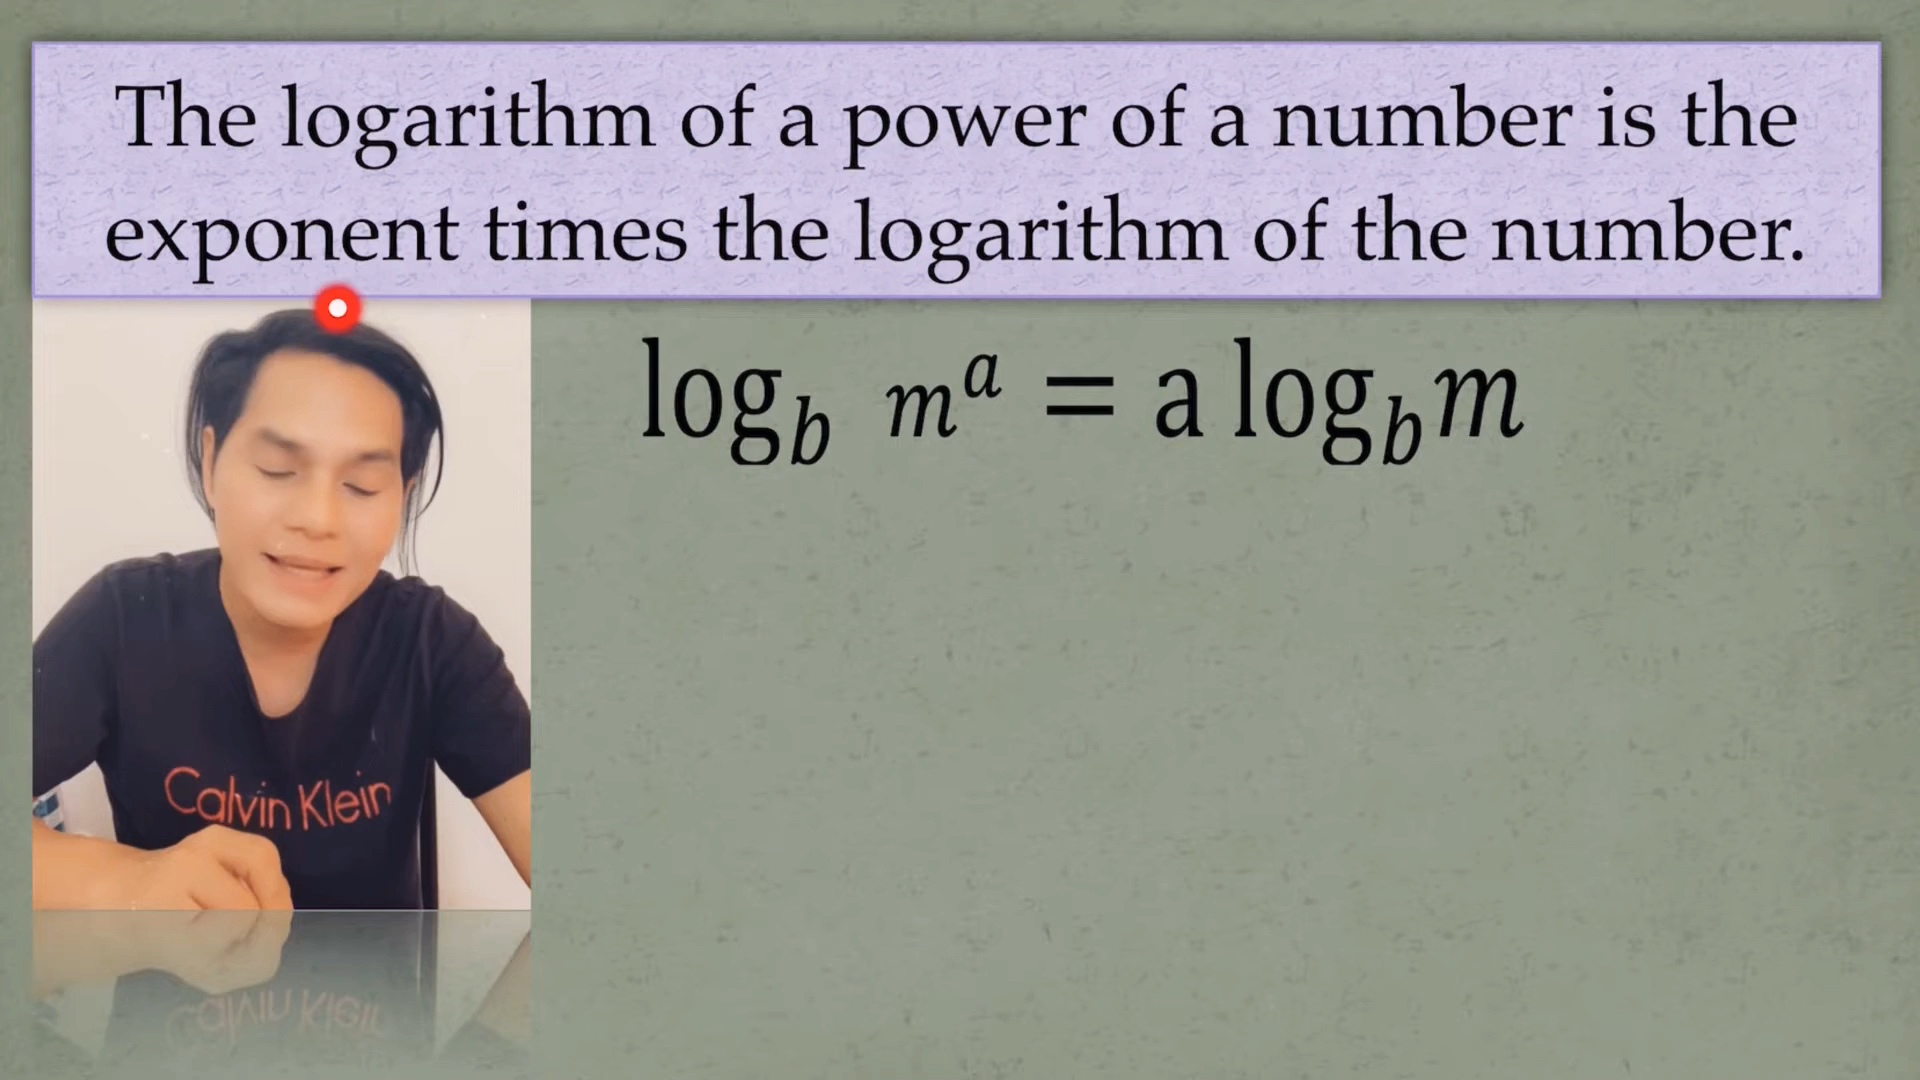 The logarithm of a power of a number is the
exponent times the logarithm of the number.
log_b m^a = a log_b m
Calvin Klein